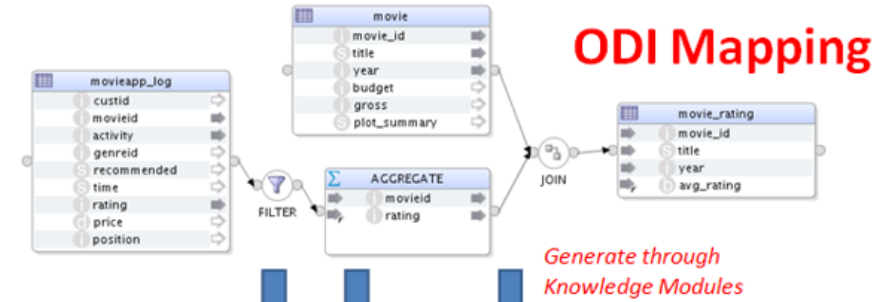 movie
movie_id
title
year
budget
gross
plot_summary
ODI Mapping
movieapp_log
custid
movieid
activity
genreid
recommended
time
rating
price
position
FILTER
AGGREGATE
movieid
rating
JOIN
movie_rating
movie_id
title
year
avg_rating
Generate through
Knowledge Modules